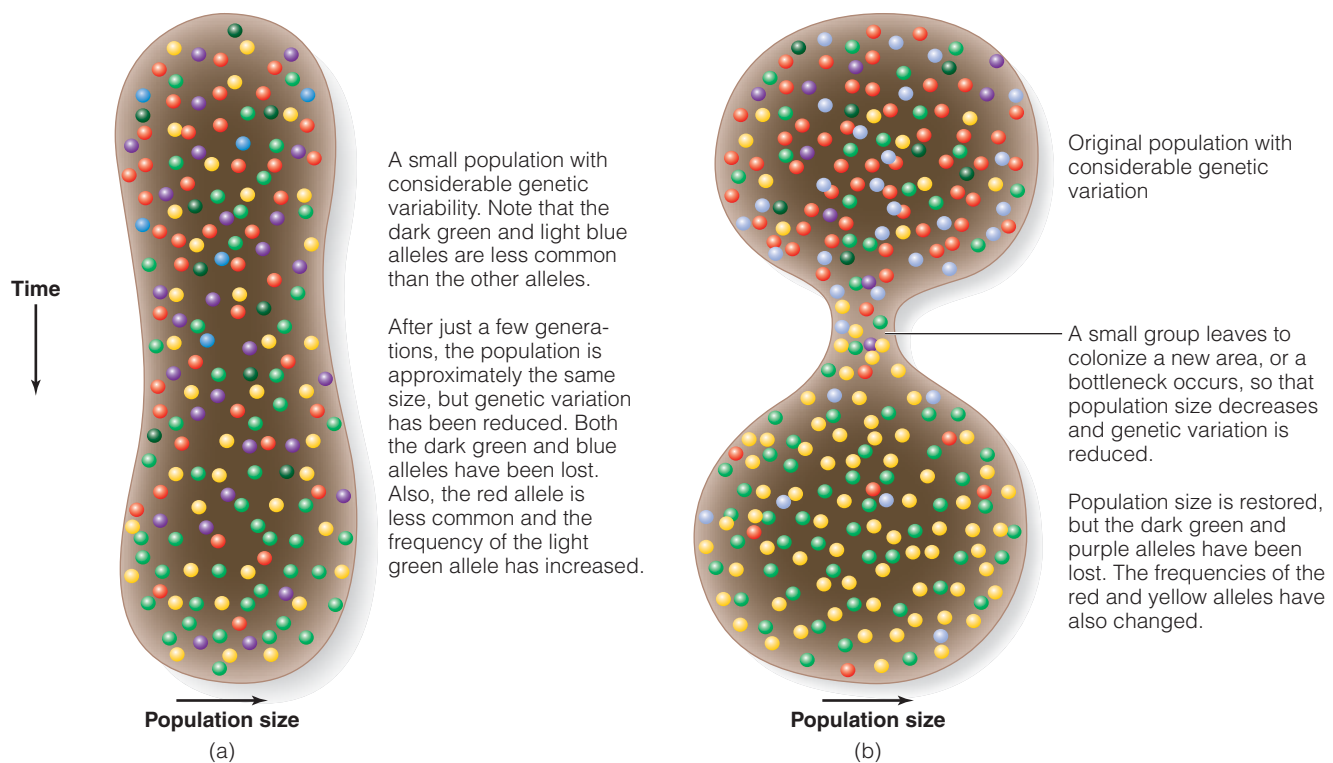 Time
A small population with
considerable genetic
variability. Note that the
dark green and light blue
alleles are less common
than the other alleles.
After just a few genera-
tions, the population is
approximately the same
size, but genetic variation
has been reduced. Both
the dark green and blue
alleles have been lost.
Also, the red allele is
less common and the
frequency of the light
green allele has increased.
Population size
(a)
Original population with
considerable genetic
variation
A small group leaves to
colonize a new area, or a
bottleneck occurs, so that
population size decreases
and genetic variation is
reduced.
Population size is restored,
but the dark green and
purple alleles have been
lost. The frequencies of the
red and yellow alleles have
also changed.
Population size
(b)